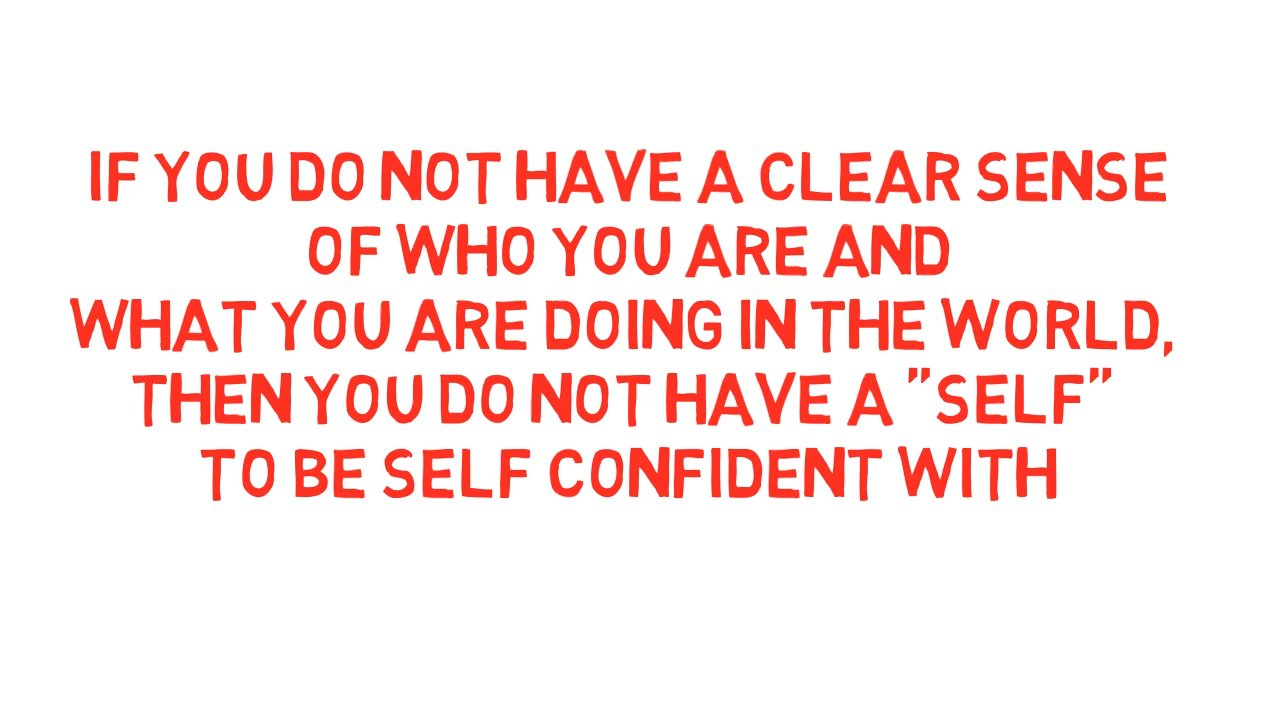 IF YOU DO NOT HAVE A CLEAR SENSE
OF WHO YOU ARE AND
WHAT YOU ARE DOING IN THE WORLD,
THEN YOU DO NOT HAVE A "SELF"
TO BE SELF CONFIDENT WITH